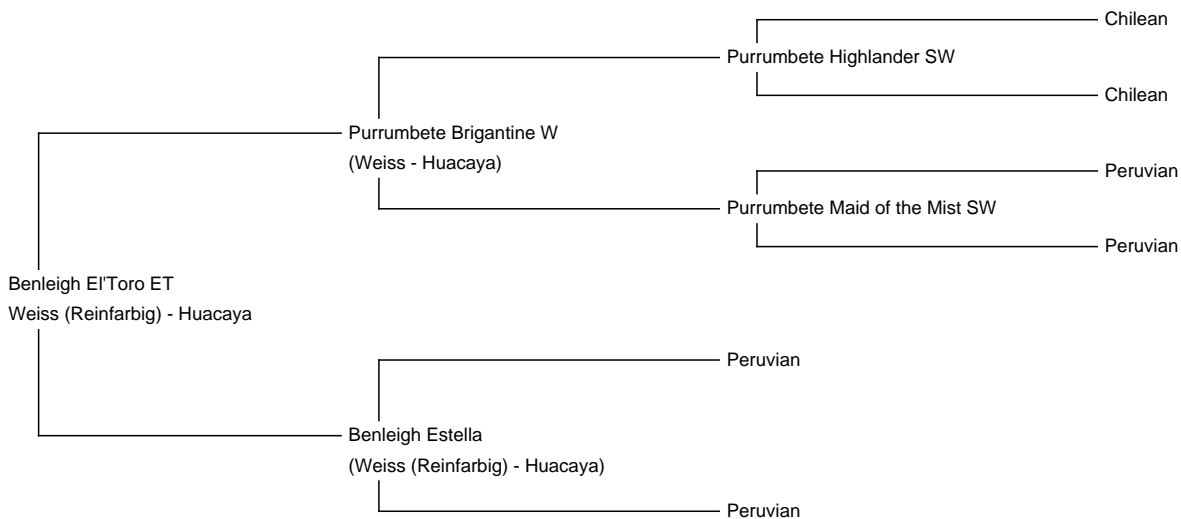 Chilean
Purrumbete Highlander SW
Chilean
Purrumbete Brigantine W
(Weiss - Huacaya)
Peruvian
Purrumbete Maid of the Mist SW
Peruvian
Benleigh El'Toro ET
Weiss (Reinfarbig) - Huacaya
Peruvian
Benleigh Estella
(Weiss (Reinfarbig) - Huacaya)
Peruvian